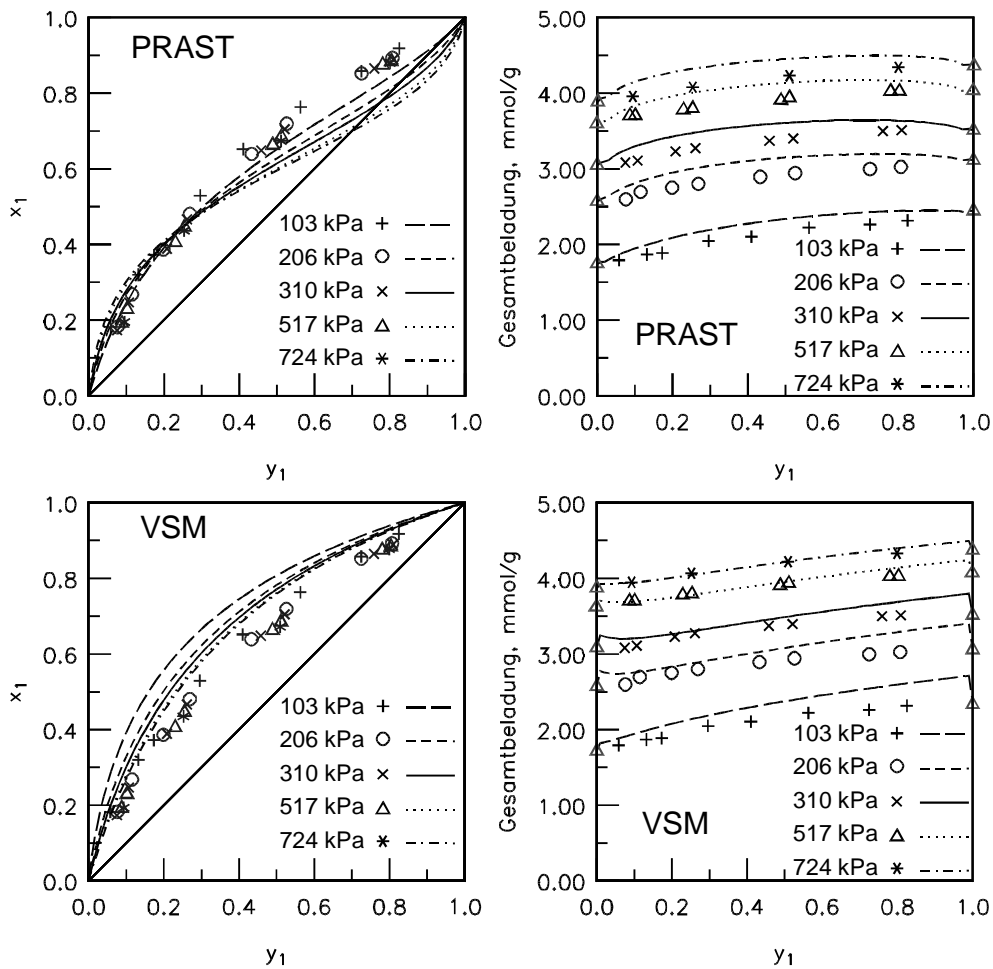 1.0
0.8
0.6
0.4
0.2
0.0
x1
PRAST
103 kPa
206 kPa
310 kPa
517 kPa
724 kPa
0.0 0.2 0.4 0.6 0.8 1.0
y1
5.00
4.00
3.00
2.00
1.00
0.00
Gesamtbeladung, mmol/g
PRAST
103 kPa
206 kPa
310 kPa
517 kPa
724 kPa
0.0 0.2 0.4 0.6 0.8 1.0
y1
1.0
0.8
0.6
0.4
0.2
0.0
x1
VSM
103 kPa
206 kPa
310 kPa
517 kPa
724 kPa
0.0 0.2 0.4 0.6 0.8 1.0
y1
5.00
4.00
3.00
2.00
1.00
0.00
Gesamtbeladung, mmol/g
VSM
103 kPa
206 kPa
310 kPa
517 kPa
724 kPa
0.0 0.2 0.4 0.6 0.8 1.0
y1